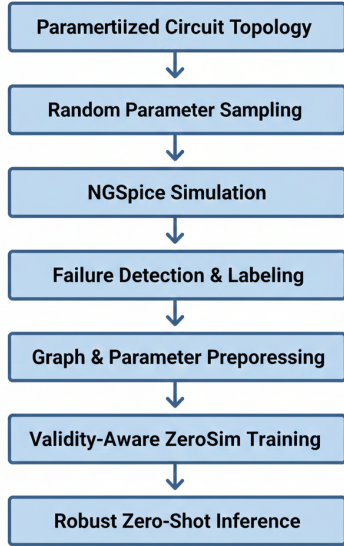 Paramertiized Circuit Topology
Random Parameter Sampling
NGSpice Simulation
Failure Detection & Labeling
Graph & Parameter Preporessing
Validity-Aware ZeroSim Training
Robust Zero-Shot Inference